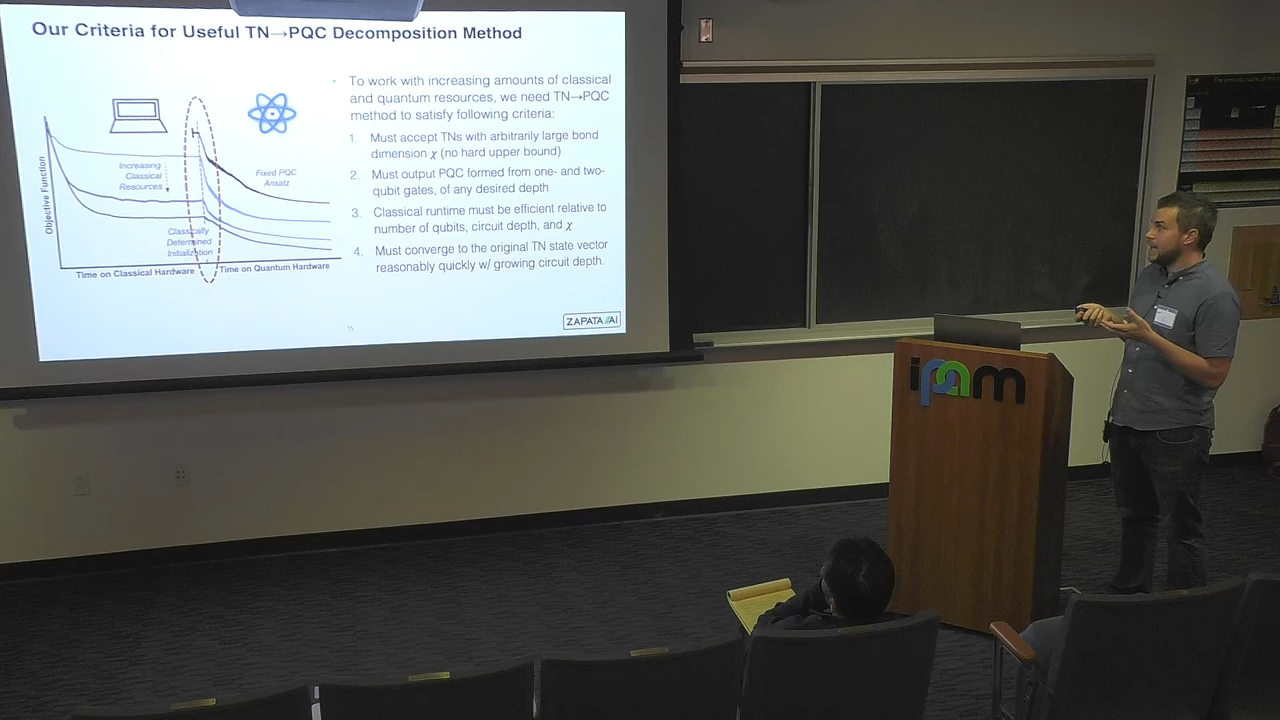 Our Criteria for Useful TN→PQC Decomposition Method
To work with increasing amounts of classical
and quantum resources, we need TN→PQC
method to satisfy following criteria:
1. Must accept TNs with arbitrarily large bond
dimension χ (no hard upper bound)
2. Must output PQC formed from one- and two-
qubit gates, of any desired depth
3. Classical runtime must be efficient relative to
number of qubits, circuit depth, and χ
4. Must converge to the original TN state vector
reasonably quickly w/ growing circuit depth.
Objective Function
Increasing
Classical
Resources
Fixed PQC
Ansatz
Classically
Determined
Initialization
Time on Classical Hardware
Time on Quantum Hardware
15
ZAPATA//AI
ipam